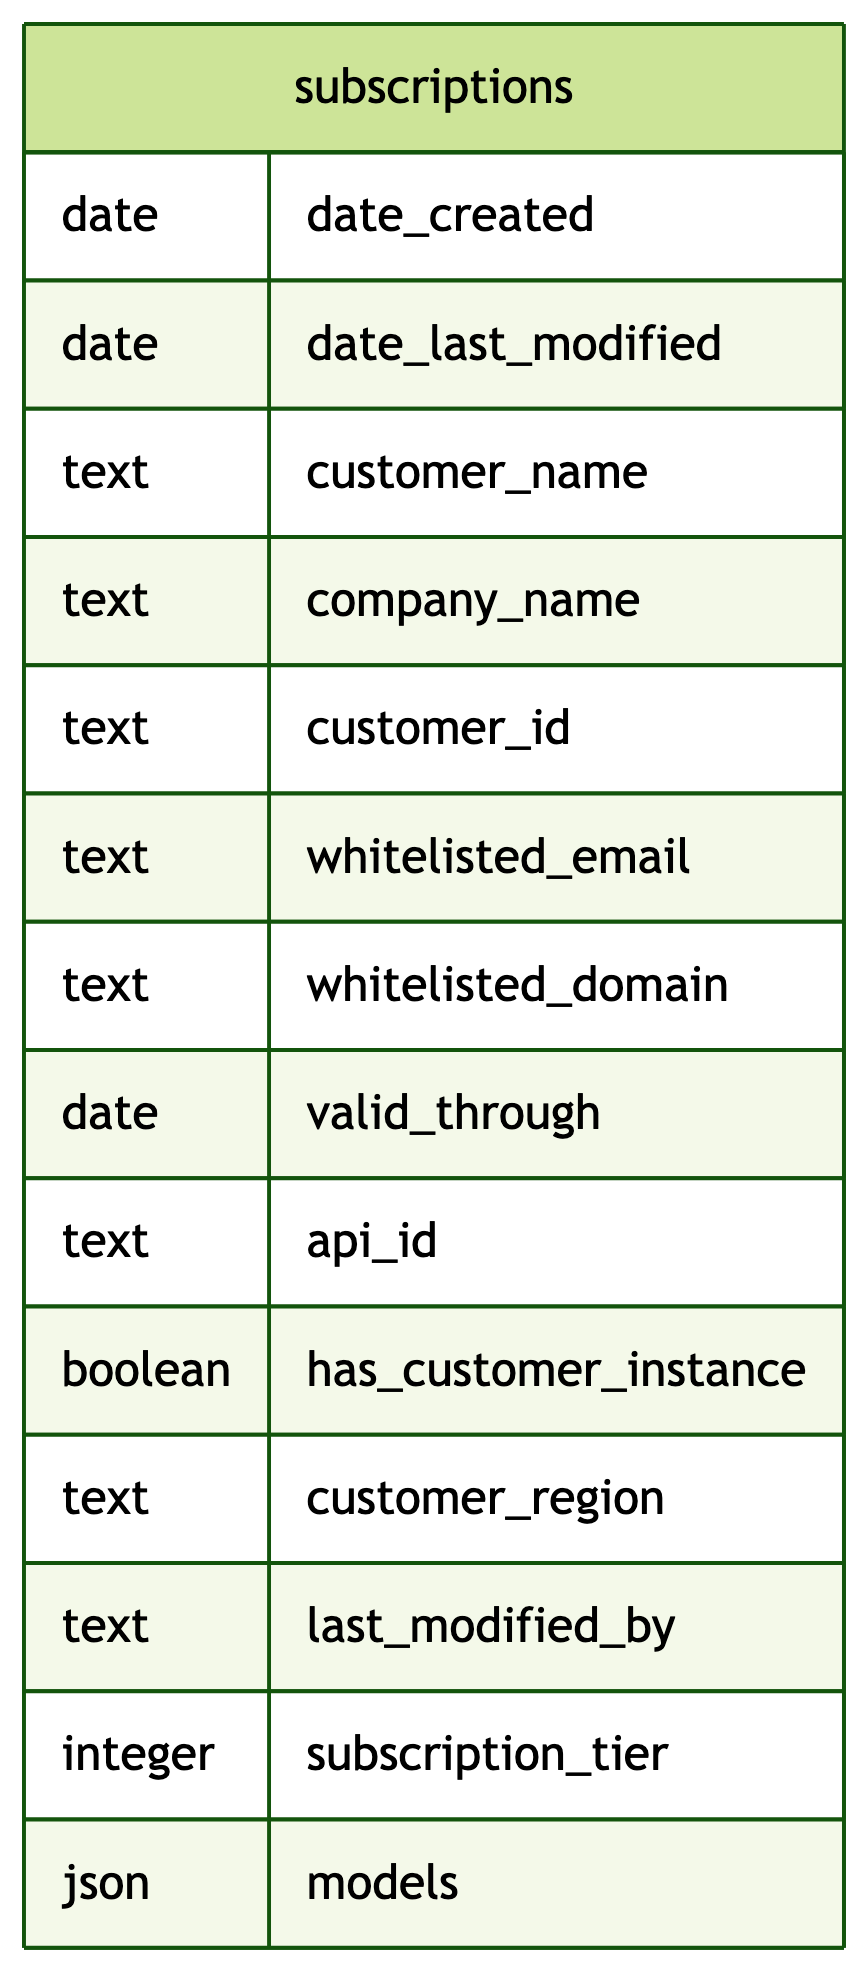 subscriptions
date date_created
date date_last_modified
text customer_name
text company_name
text customer_id
text whitelisted_email
text whitelisted_domain
date valid_through
text api_id
boolean has_customer_instance
text customer_region
text last_modified_by
integer subscription_tier
json models